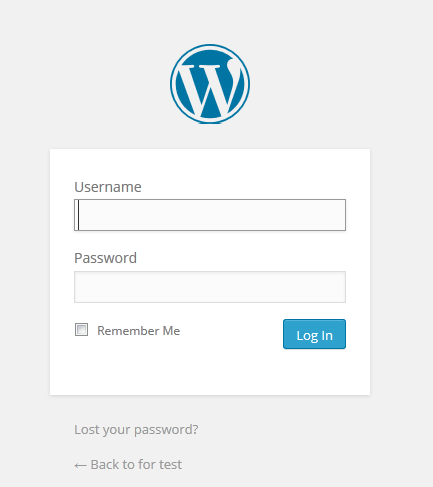 Username
Password
Remember Me
Log In
Lost your password?
← Back to for test